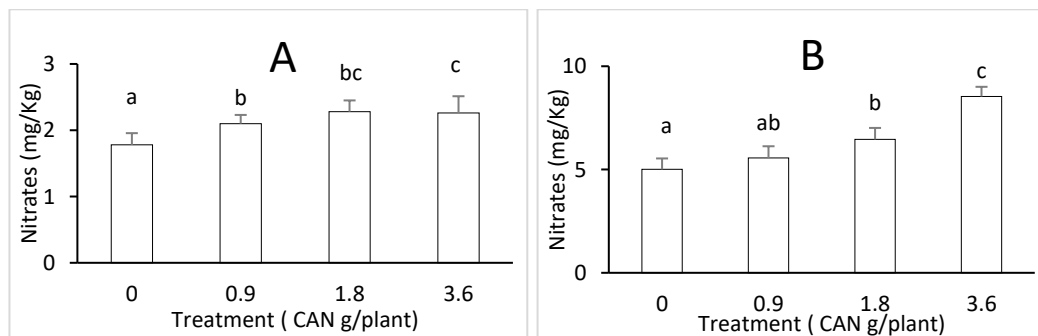 A
Nitrates (mg/Kg)
3
2
1
0
a
b
bc
c
0
0.9
1.8
3.6
Treatment ( CAN g/plant)
B
Nitrates (mg/Kg)
10
5
0
a
ab
b
c
0
0.9
1.8
3.6
Treatment ( CAN g/plant)